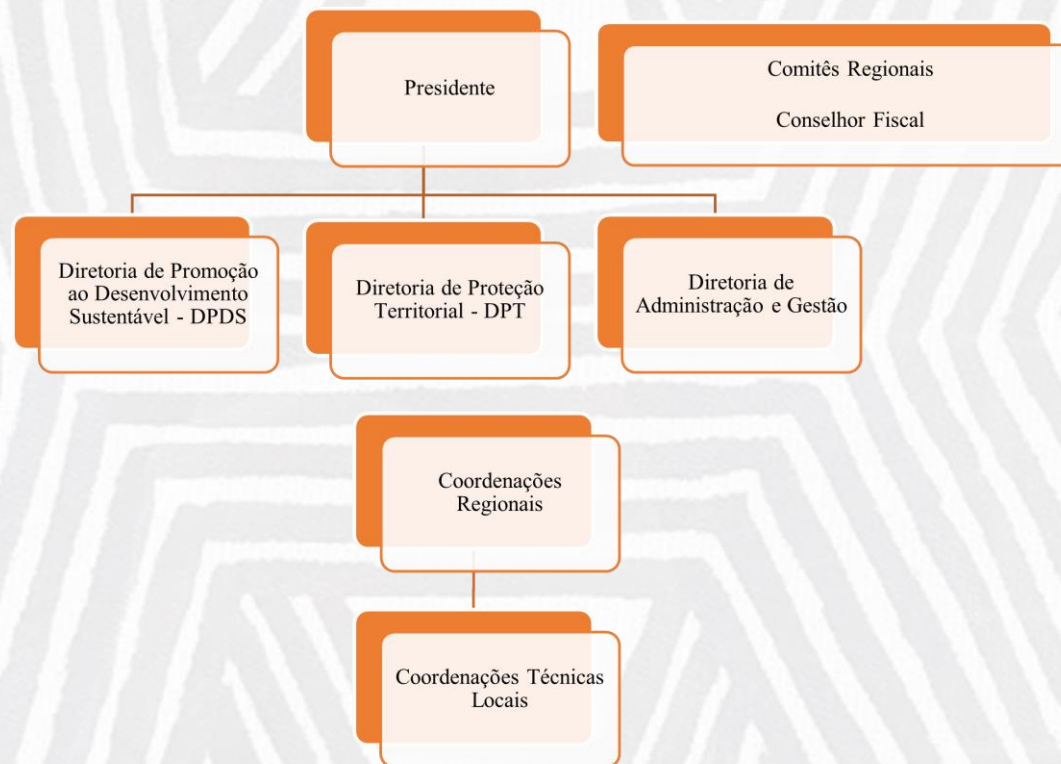 Presidente
Comitês Regionais
Conselhor Fiscal
Diretoria de Promoção
ao Desenvolvimento
Sustentável - DPDS
Diretoria de Proteção
Territorial - DPT
Diretoria de
Administração e Gestão
Coordenações
Regionais
Coordenações Técnicas
Locais